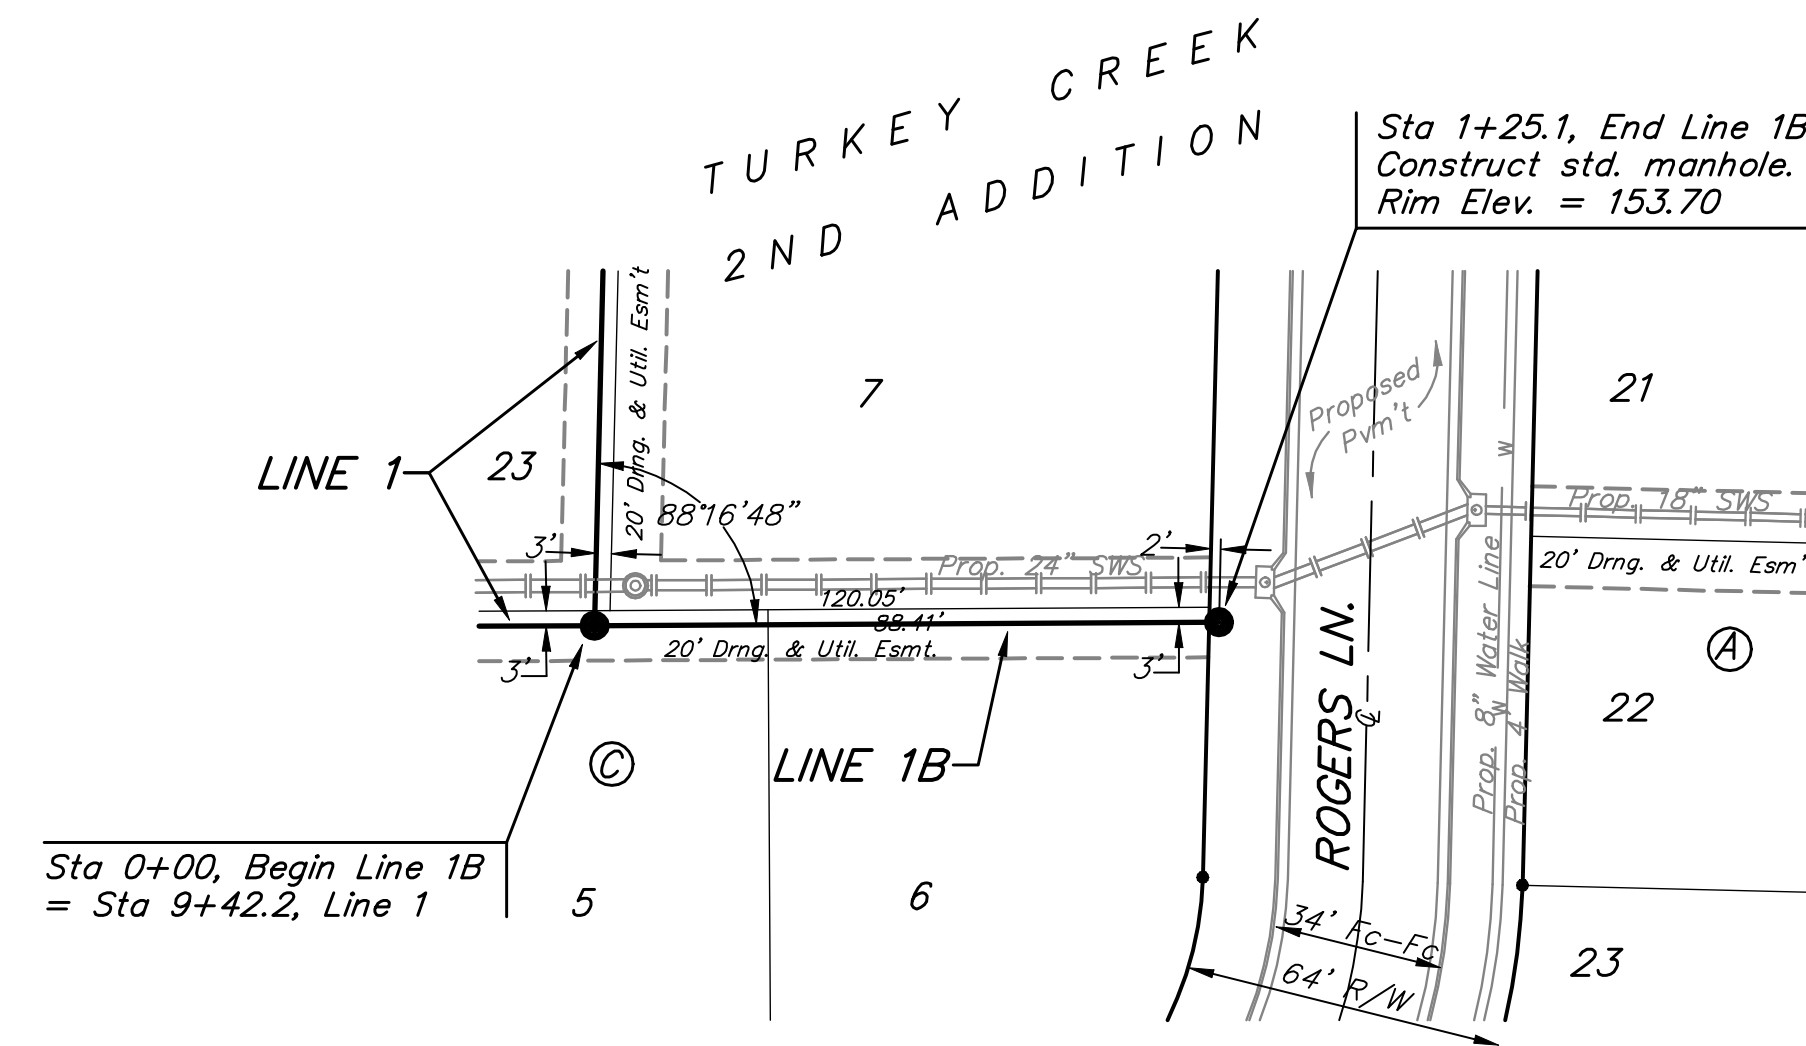 TURKEY CREEK
2ND ADDITION
Sta 1+25.1, End Line 1B
Construct std. manhole.
Rim Elev. = 153.70
20' Drng. & Util. Esm't
7
21
Proposed
Pvm't
LINE 1
23
W
Prop. 18" SWS
88°16'48"
3'
2'
Prop. 24" SWS
20' Drng. & Util. Esm'
120.05'
88.41'
20' Drng. & Util. Esmt.
3'
3'
ROGERS LN.
℄
Prop. 8" Water Line
W
Prop. 4' Walk
A
22
C
LINE 1B
Sta 0+00, Begin Line 1B
= Sta 9+42.2, Line 1
5
6
34' Fc-Fc
64' R/W
23